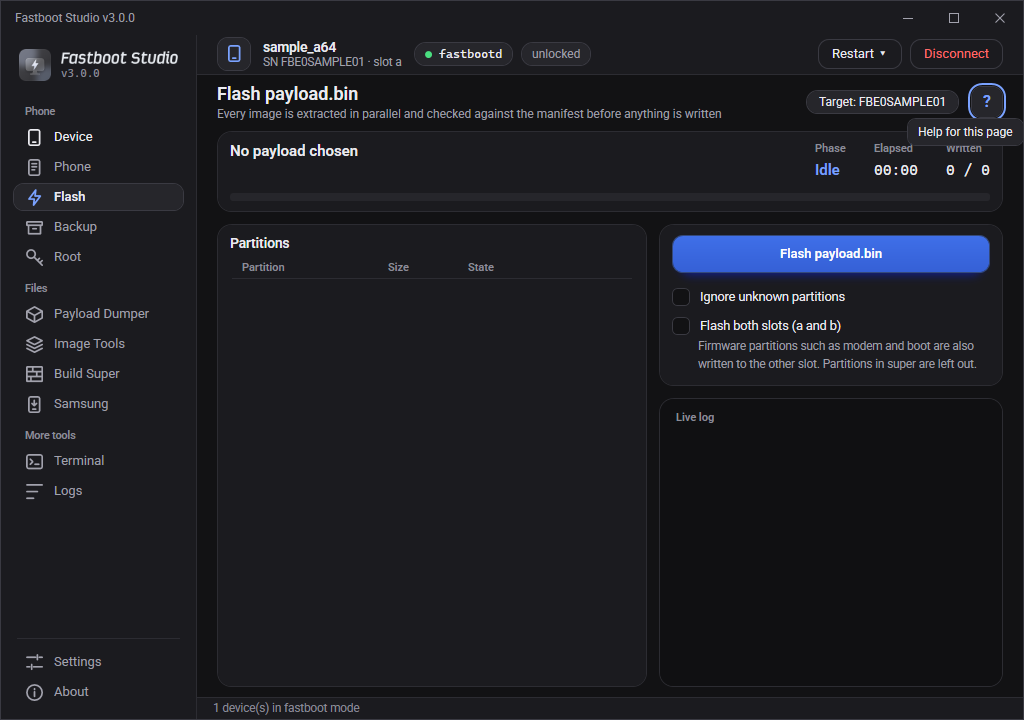 Fastboot Studio v3.0.0
Fastboot Studio
v3.0.0
Phone
Device
Phone
Flash
Backup
Root
Files
Payload Dumper
Image Tools
Build Super
Samsung
More tools
Terminal
Logs
Settings
About
sample_a64
SN FBE0SAMPLE01 · slot a
fastbootd
unlocked
Restart
Disconnect
Flash payload.bin
Every image is extracted in parallel and checked against the manifest before anything is written
Target: FBE0SAMPLE01
?
Help for this page
No payload chosen
Phase Elapsed Written
Idle 00:00 0 / 0
Partitions
Partition Size State
Flash payload.bin
Ignore unknown partitions
Flash both slots (a and b)
Firmware partitions such as modem and boot are also
written to the other slot. Partitions in super are left out.
Live log
1 device(s) in fastboot mode